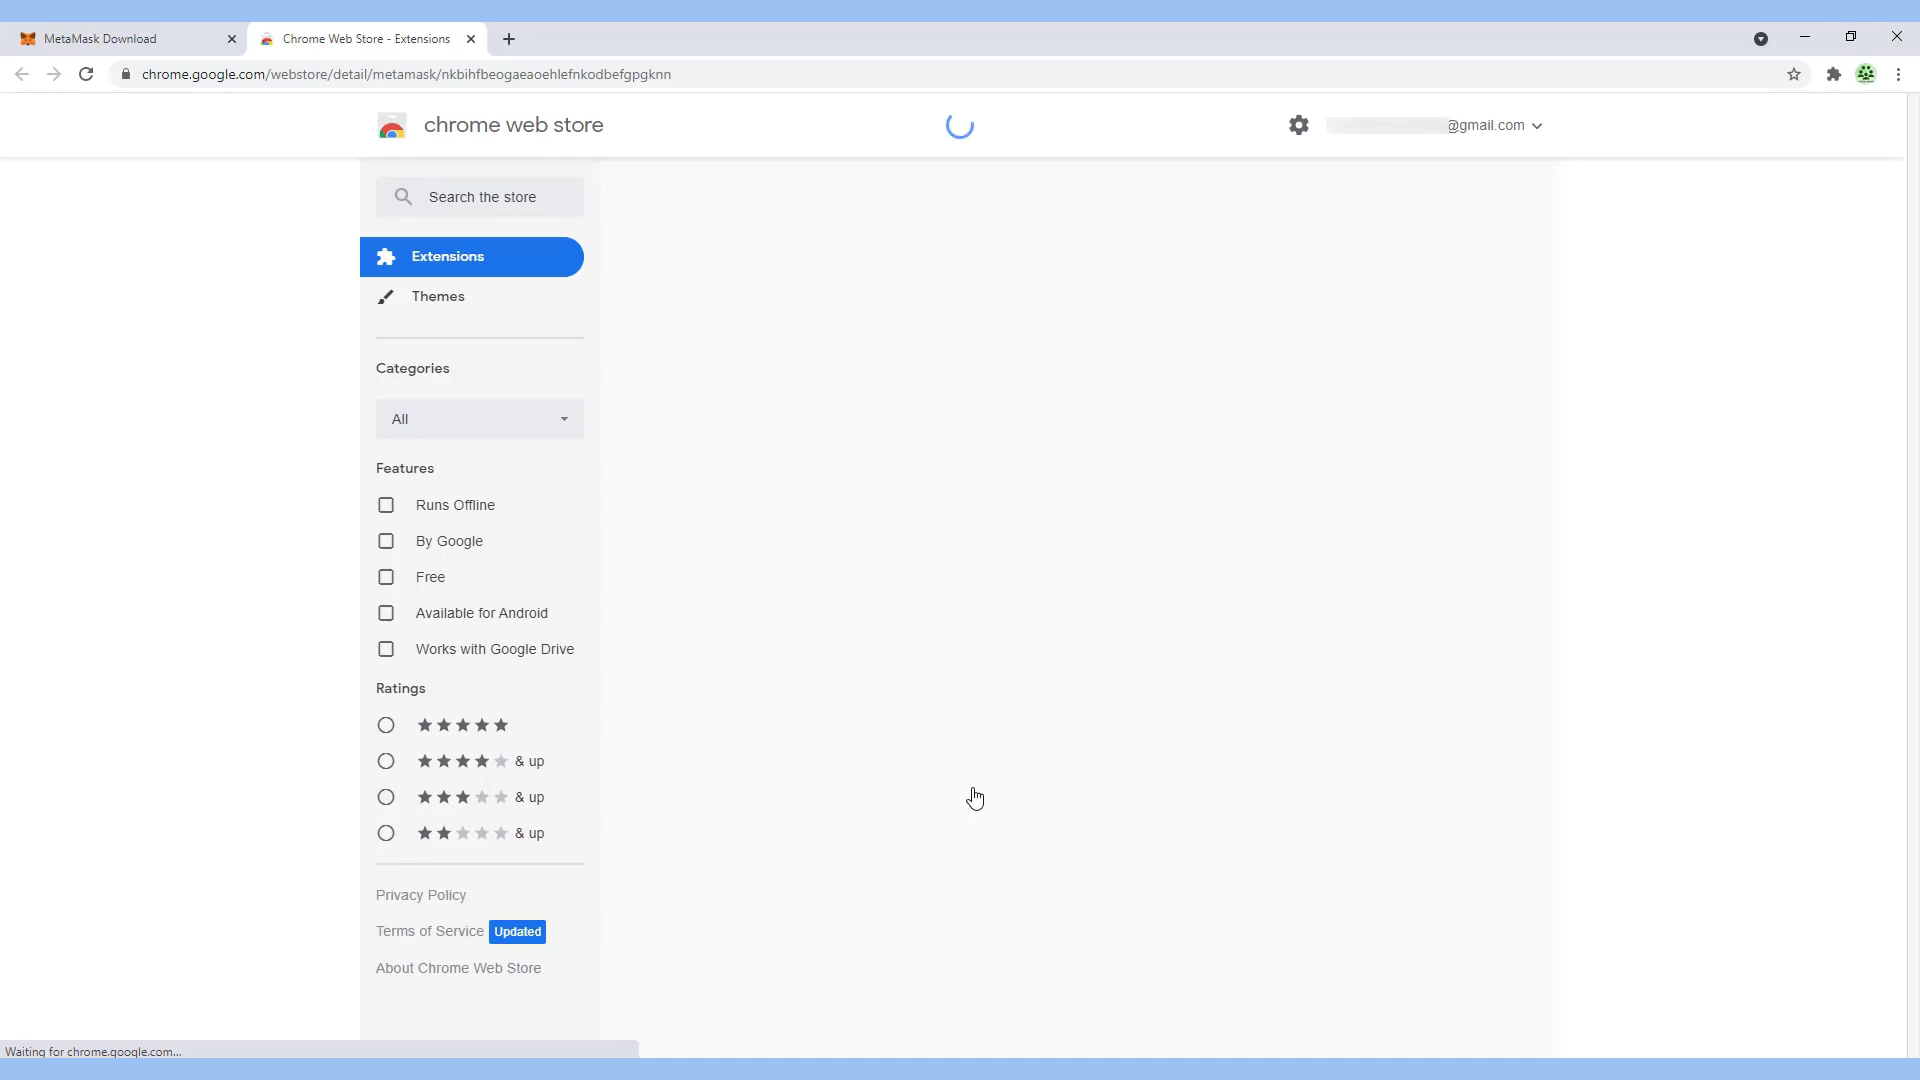 MetaMask Download
Chrome Web Store - Extensions
chrome.google.com/webstore/detail/metamask/nkbihfbeogaeaoehlefnkodbefgpgknn
chrome web store
@gmail.com
Search the store
Extensions
Themes
Categories
All
Features
Runs Offline
By Google
Free
Available for Android
Works with Google Drive
Ratings
& up
& up
& up
Privacy Policy
Terms of Service Updated
About Chrome Web Store
Waiting for chrome.google.com...